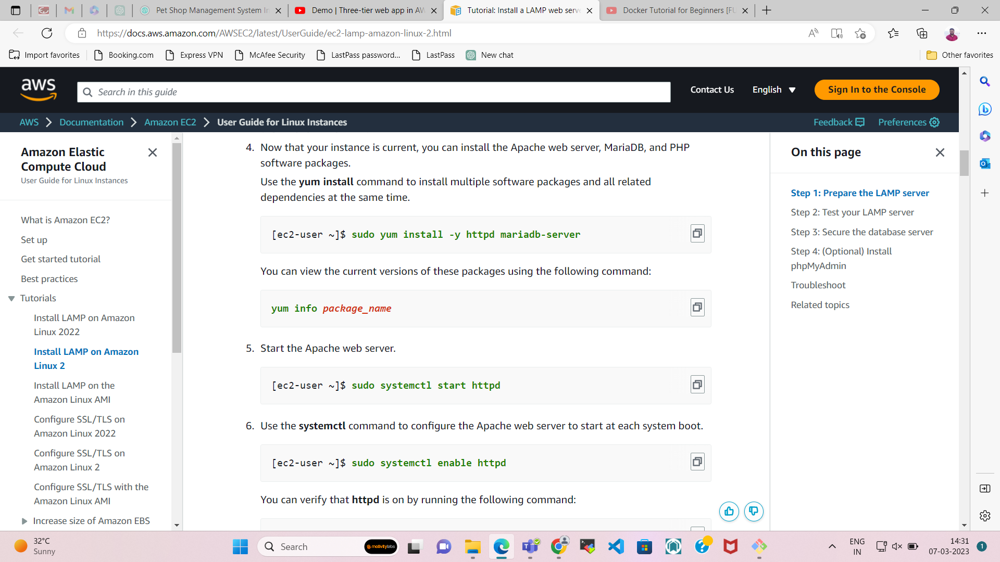 Pet Shop Management System In
Demo | Three-tier web app in AW
Tutorial: Install a LAMP web serve
Docker Tutorial for Beginners [FU
https://docs.aws.amazon.com/AWSEC2/latest/UserGuide/ec2-lamp-amazon-linux-2.html
Import favorites
Booking.com
Express VPN
McAfee Security
LastPass password...
LastPass
New chat
Other favorites
aws
Search in this guide
Contact Us
English
Sign In to the Console
AWS
Documentation
Amazon EC2
User Guide for Linux Instances
Feedback
Preferences
Amazon Elastic
Compute Cloud
User Guide for Linux Instances
What is Amazon EC2?
Set up
Get started tutorial
Best practices
Tutorials
Install LAMP on Amazon
Linux 2022
Install LAMP on Amazon
Linux 2
Install LAMP on the
Amazon Linux AMI
Configure SSL/TLS on
Amazon Linux 2022
Configure SSL/TLS on
Amazon Linux 2
Configure SSL/TLS with the
Amazon Linux AMI
Increase size of Amazon EBS
4. Now that your instance is current, you can install the Apache web server, MariaDB, and PHP
software packages.
Use the yum install command to install multiple software packages and all related
dependencies at the same time.
[ec2-user ~]$ sudo yum install -y httpd mariadb-server
You can view the current versions of these packages using the following command:
yum info package_name
5. Start the Apache web server.
[ec2-user ~]$ sudo systemctl start httpd
6. Use the systemctl command to configure the Apache web server to start at each system boot.
[ec2-user ~]$ sudo systemctl enable httpd
You can verify that httpd is on by running the following command:
On this page
Step 1: Prepare the LAMP server
Step 2: Test your LAMP server
Step 3: Secure the database server
Step 4: (Optional) Install
phpMyAdmin
Troubleshoot
Related topics
32°C
Sunny
Search
motivitylabs
ENG
IN
14:31
07-03-2023
1